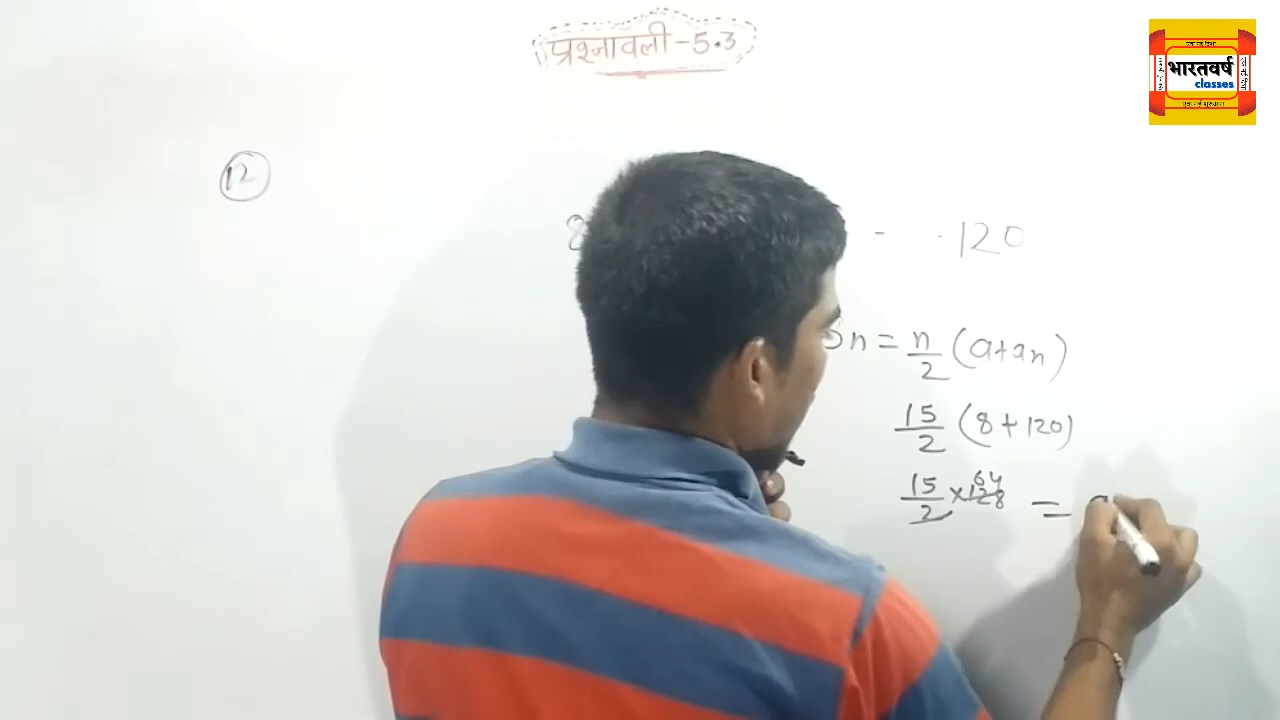 प्रश्नावली-5.3
भारतवर्ष
classes
12
8 - . . 120
Sn = n/2 (a+an)
15/2 (8+120)
15/2 × 128 64 =